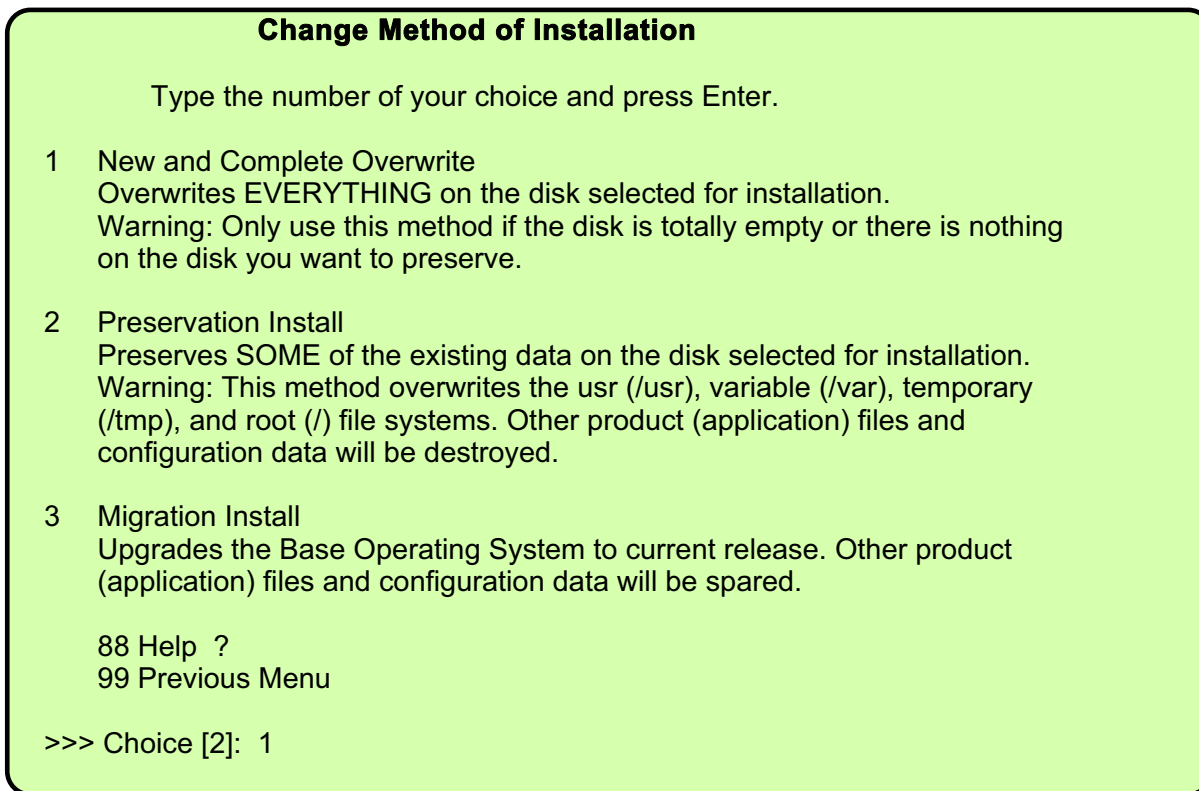 Change Method of Installation
Type the number of your choice and press Enter.
1 New and Complete Overwrite
Overwrites EVERYTHING on the disk selected for installation.
Warning: Only use this method if the disk is totally empty or there is nothing
on the disk you want to preserve.
2 Preservation Install
Preserves SOME of the existing data on the disk selected for installation.
Warning: This method overwrites the usr (/usr), variable (/var), temporary
(/tmp), and root (/) file systems. Other product (application) files and
configuration data will be destroyed.
3 Migration Install
Upgrades the Base Operating System to current release. Other product
(application) files and configuration data will be spared.
88 Help ?
99 Previous Menu
>>> Choice [2]: 1